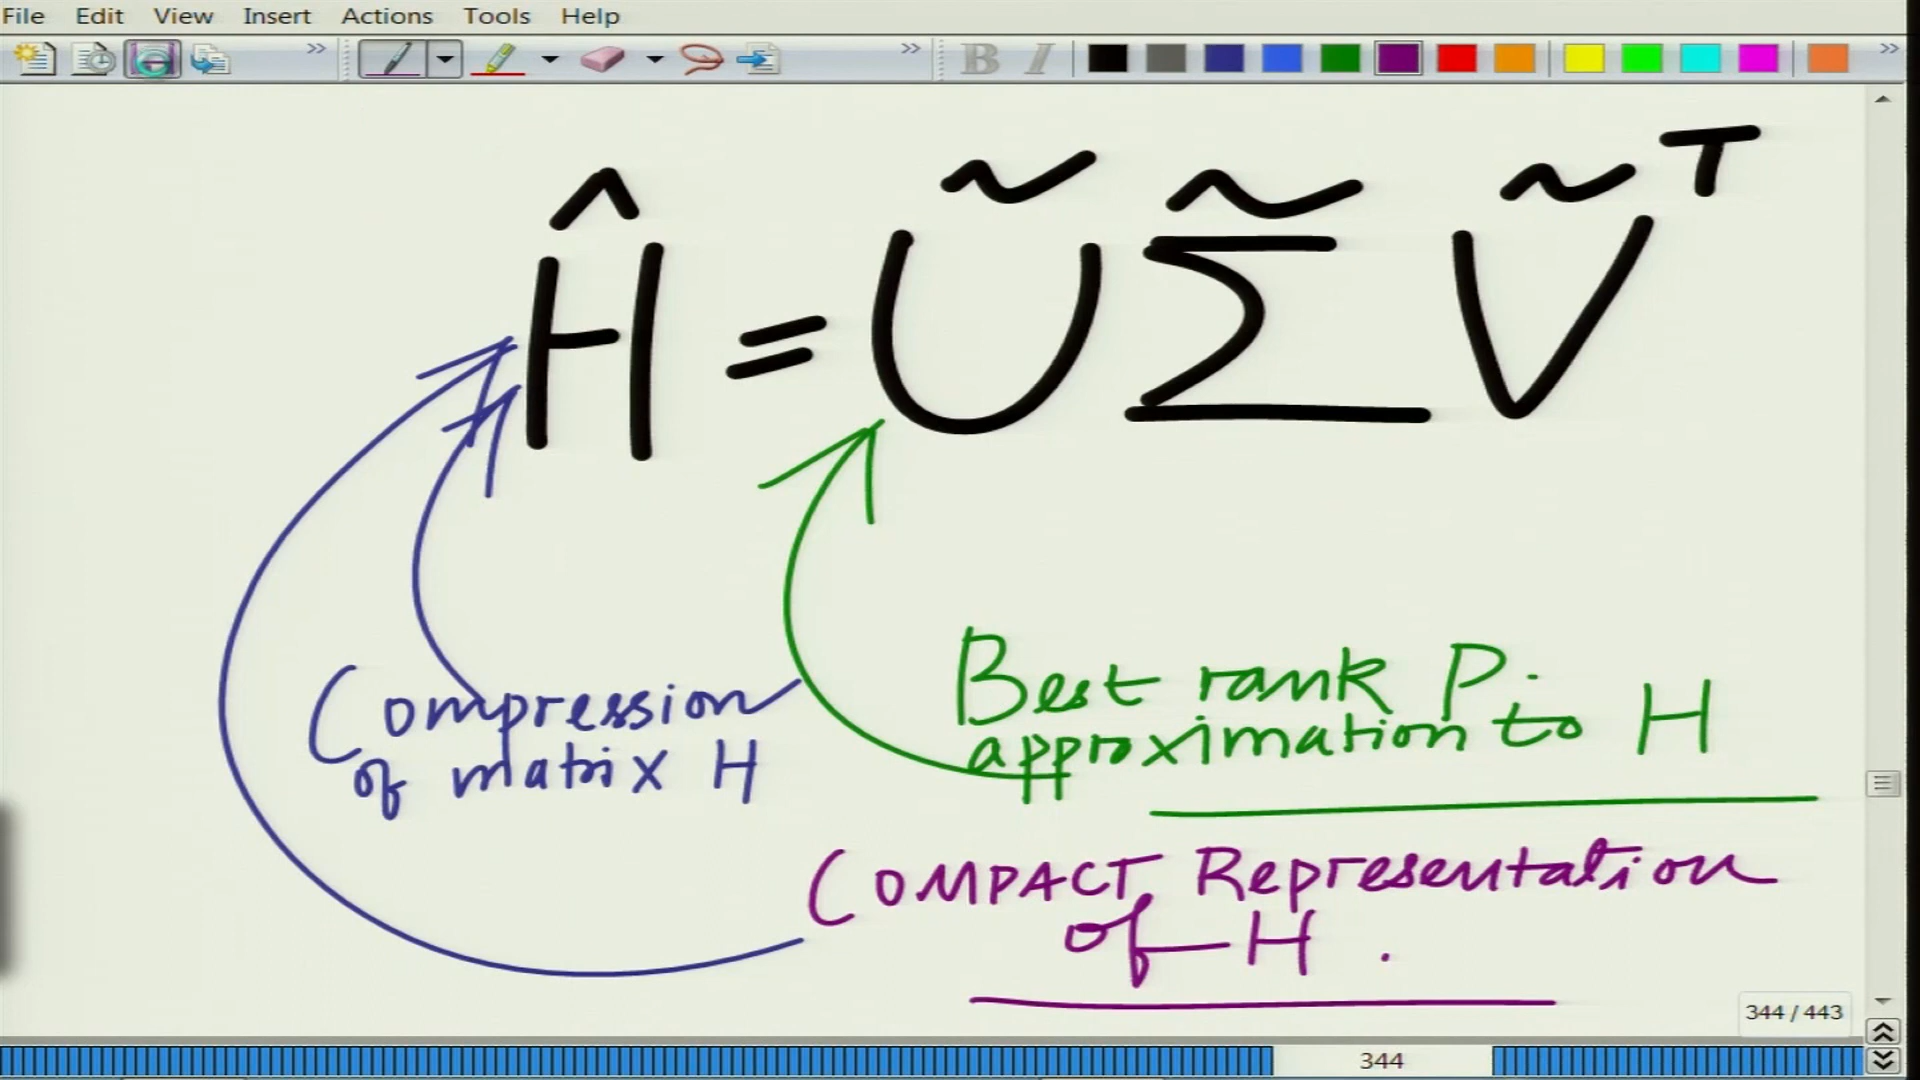 File Edit View Insert Actions Tools Help
B I
Ĥ = Ũ Σ̃ Ṽᵀ
Compression
of matrix H
Best rank P
approximation to H
COMPACT Representation
of H .
344 / 443
344